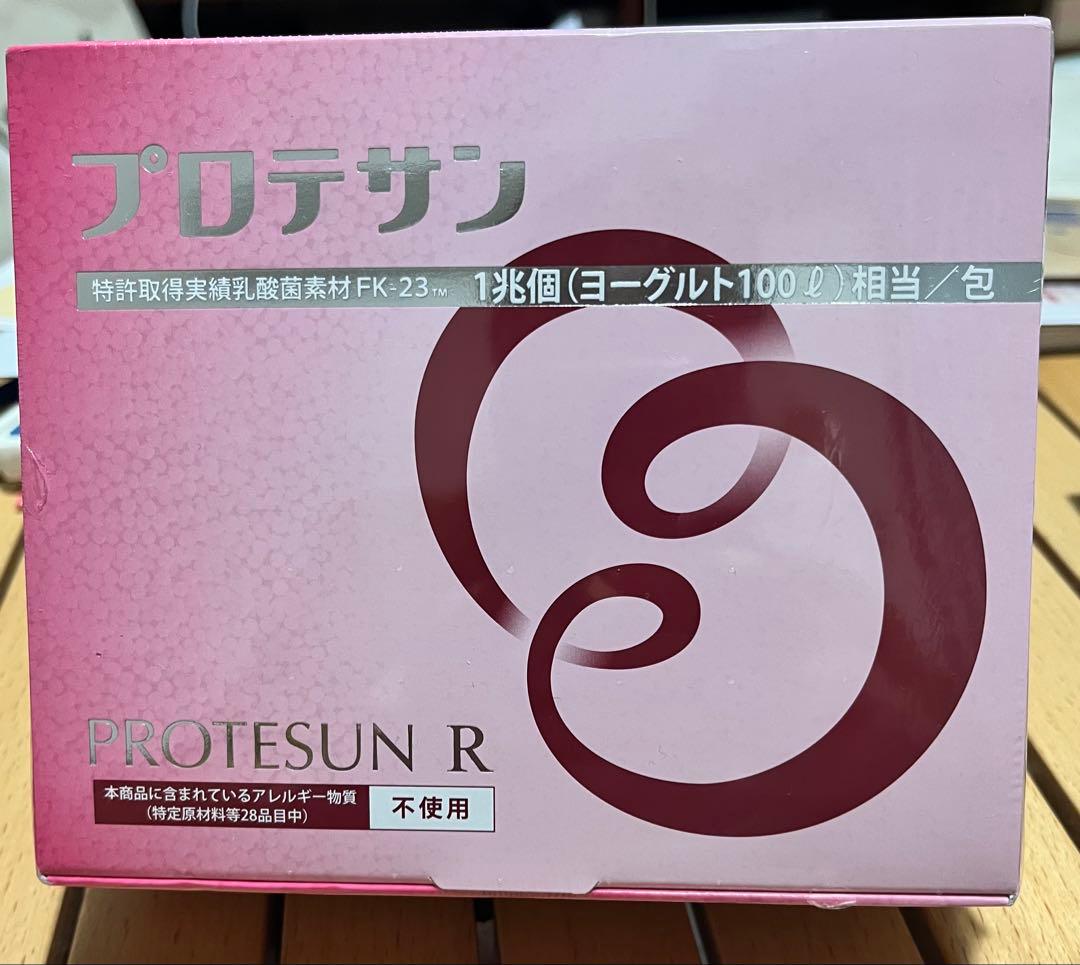 プロテサン
特許取得実績乳酸菌素材FK-23™ 1兆個(ヨーグルト100ℓ)相当/包
PROTESUN R
本商品に含まれているアレルギー物質
(特定原材料等28品目中)
不使用